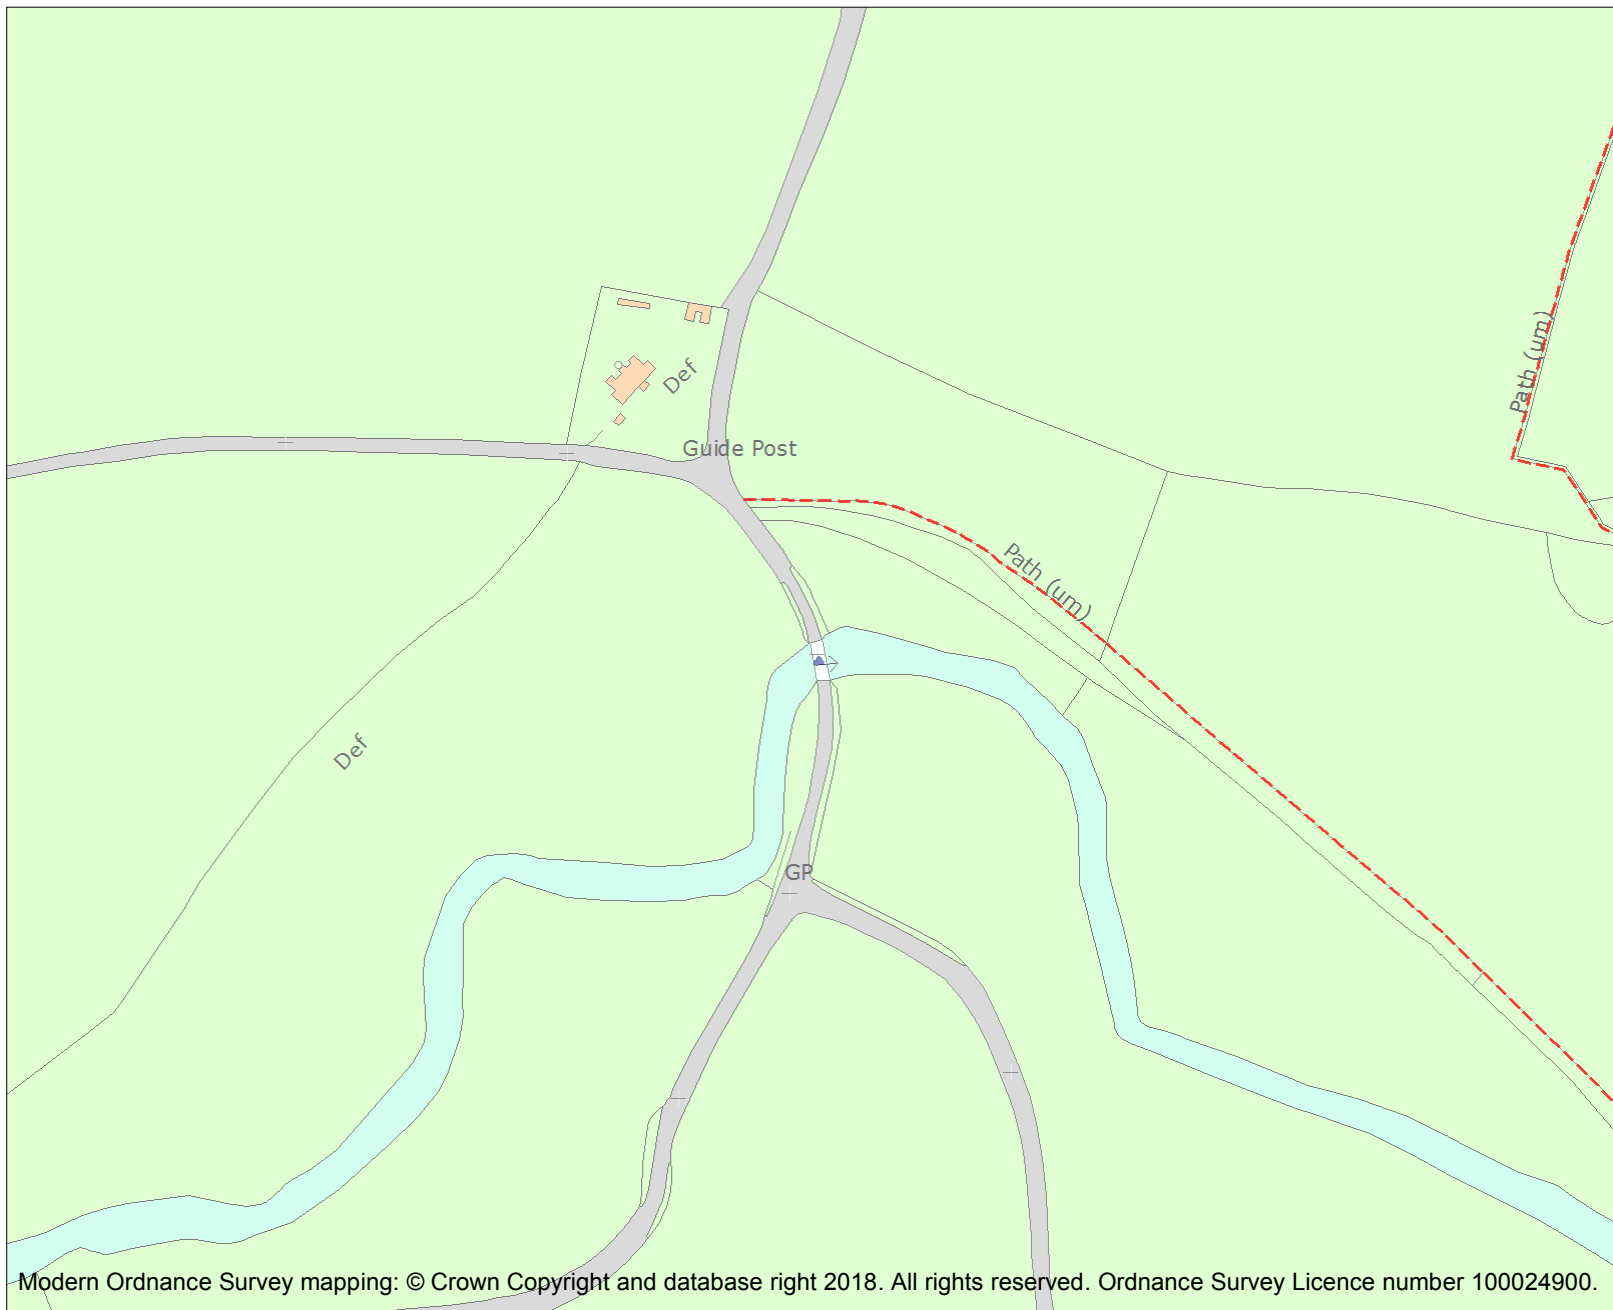 Path (um)
Def
Guide Post
Path (um)
Def
GP
Modern Ordnance Survey mapping: © Crown Copyright and database right 2018. All rights reserved. Ordnance Survey Licence number 100024900.